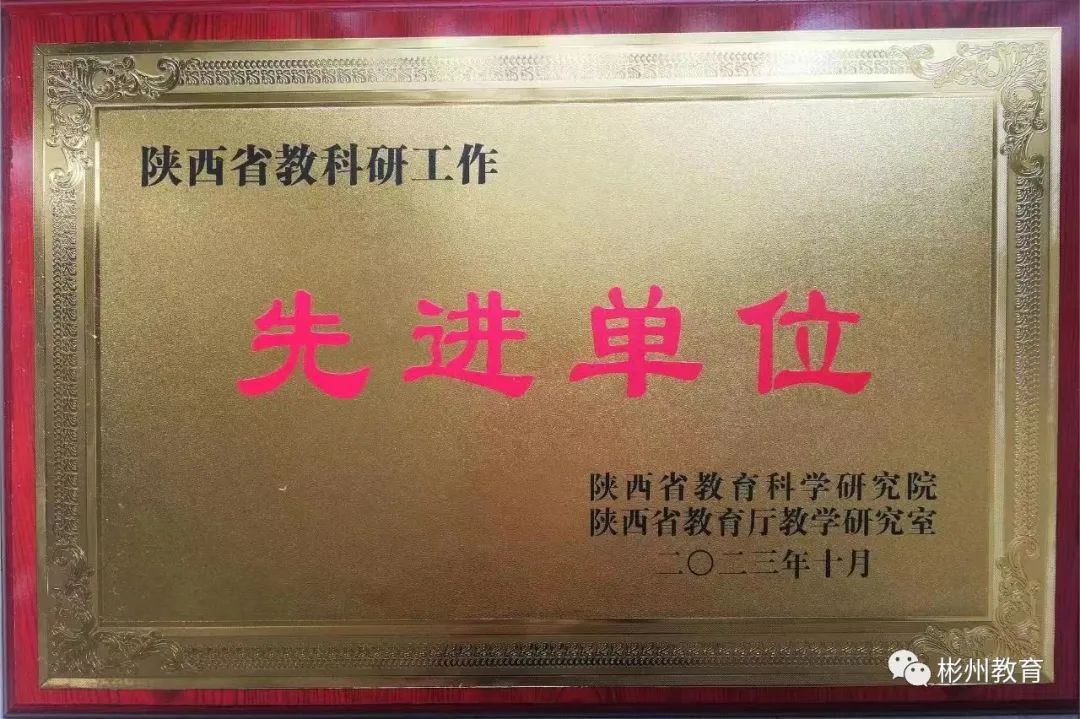 陕西省教科研工作
先进单位
陕西省教育科学研究院
陕西省教育厅教学研究室
二〇二三年十月
彬州教育